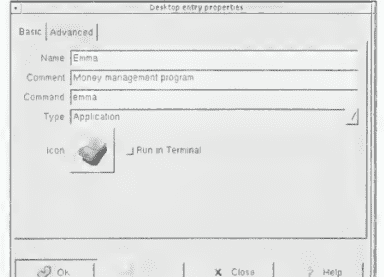 Desktop entry properties
Basic Advanced
Name Emma
Comment Money management program
Command emma
Type Application
Icon Run in Terminal
OK Close Help